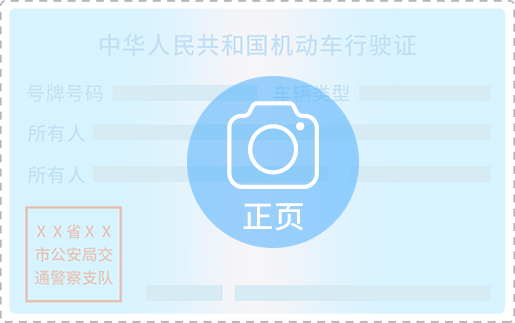 中华人民共和国机动车行驶证
号牌号码 车辆类型
所有人
所有人
正页
ＸＸ省ＸＸ
市公安局交
通警察支队